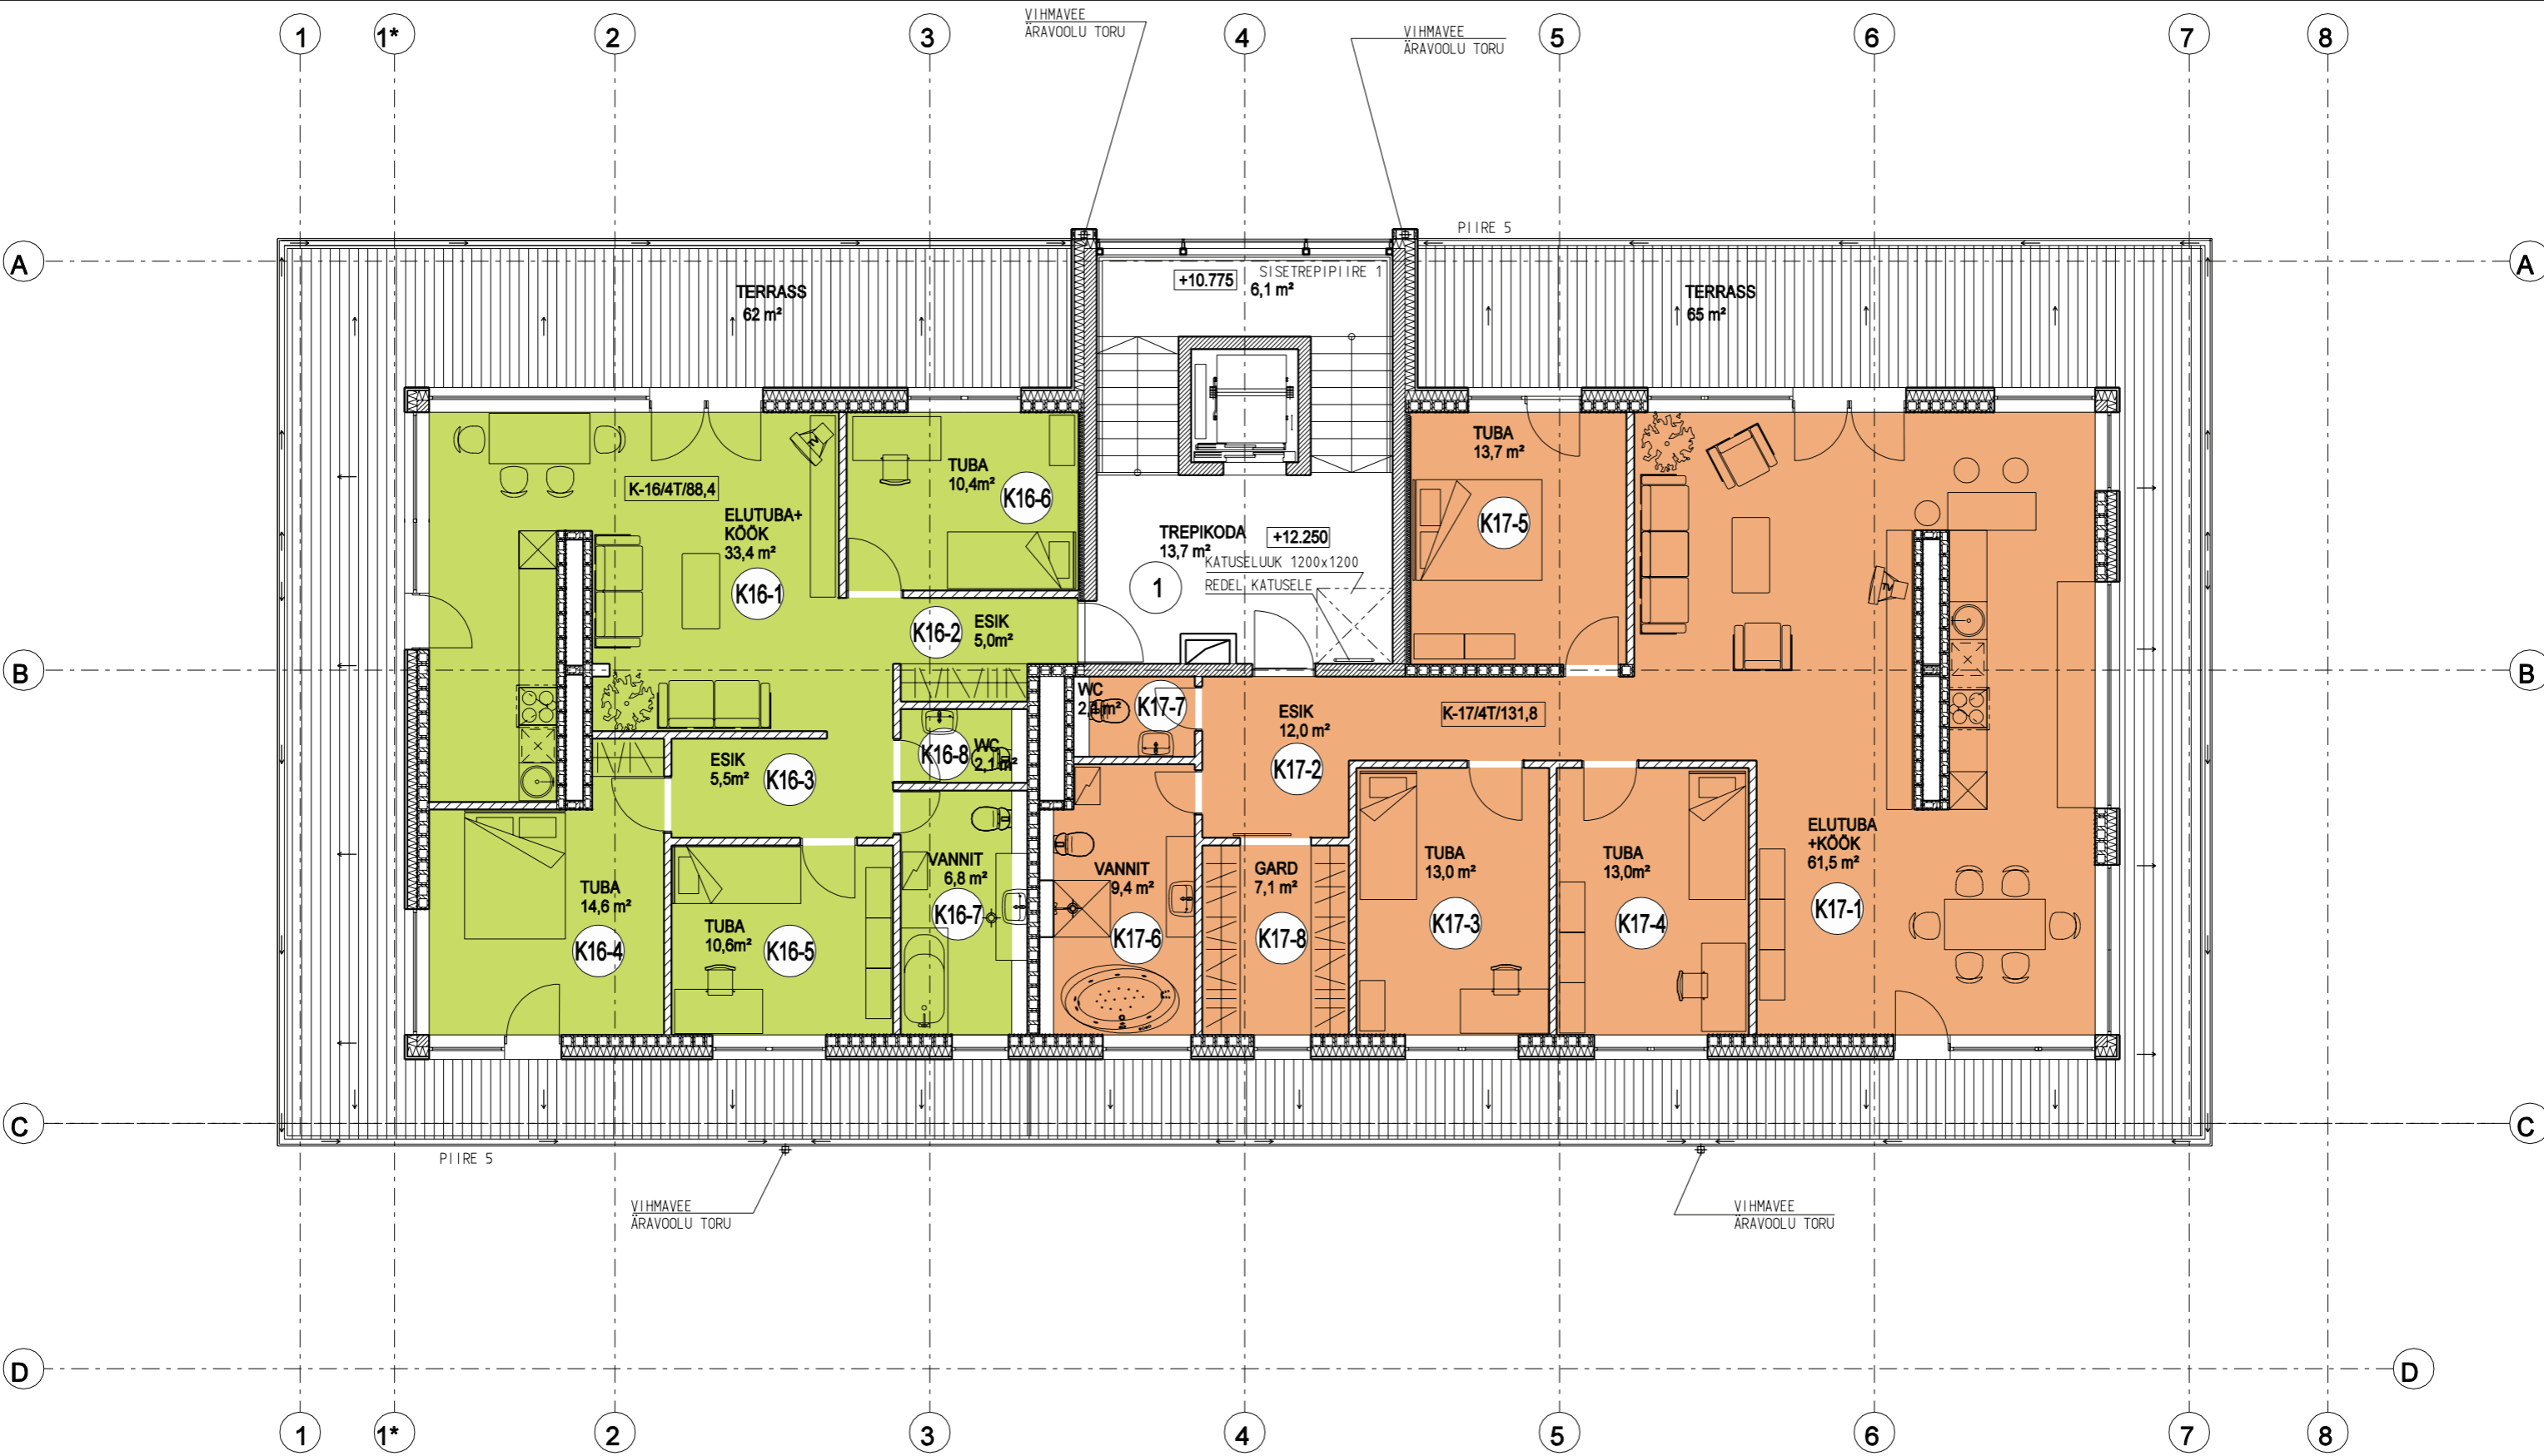 VIHMAVEE
ÄRAVOOLU TORU
VIHMAVEE
ÄRAVOOLU TORU
1
1*
2
3
4
5
6
7
8
PIIRE 5
A
A
+10.775
SISETREPIPIIRE 1
6,1 m²
TERRASS
62 m²
TERRASS
65 m²
TUBA
10,4m²
K16-6
K-16/4T/88,4
ELUTUBA+
KÖÖK
33,4 m²
K16-1
TV
TUBA
13,7 m²
K17-5
TREPIKODA
13,7 m²
+12.250
KATUSELUUK 1200x1200
REDEL KATUSELE
1
TV
K16-2
ESIK
5,0m²
B
B
WC
2,1m²
K17-7
ESIK
12,0 m²
K17-2
K-17/4T/131,8
K16-8
WC
2,1 m²
ESIK
5,5m²
K16-3
ELUTUBA
+KÖÖK
61,5 m²
K17-1
TUBA
14,6 m²
K16-4
TUBA
10,6m²
K16-5
VANNIT
6,8 m²
K16-7
VANNIT
9,4 m²
K17-6
GARD
7,1 m²
K17-8
TUBA
13,0 m²
K17-3
TUBA
13,0m²
K17-4
C
C
PIIRE 5
VIHMAVEE
ÄRAVOOLU TORU
VIHMAVEE
ÄRAVOOLU TORU
D
D
1
1*
2
3
4
5
6
7
8